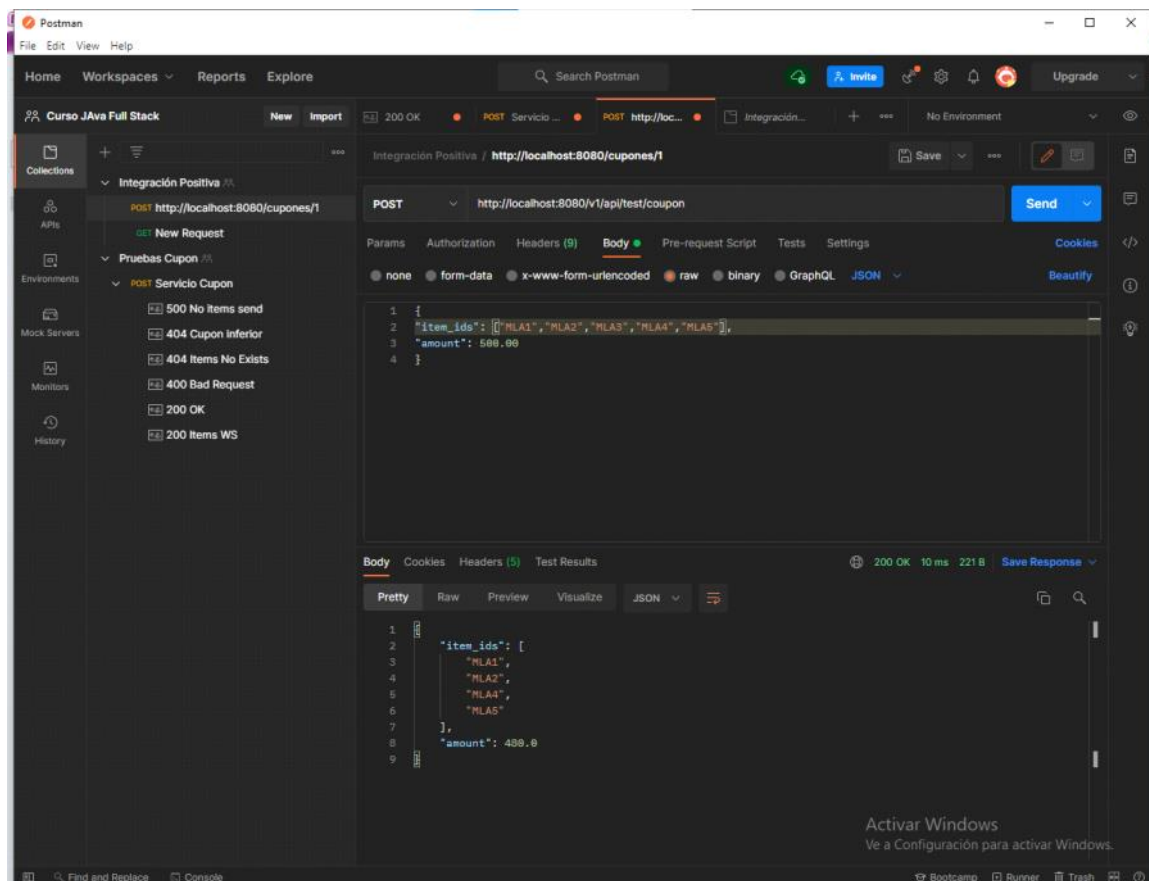 Postman
File Edit View Help
Home Workspaces Reports Explore Search Postman Invite Upgrade
Curso JAva Full Stack New Import 200 OK POST Servicio ... POST http://loc... Integración... No Environment
Collections
APIs
Environments
Mock Servers
Monitors
History
Integración Positiva
POST http://localhost:8080/cupones/1
GET New Request
Pruebas Cupon
POST Servicio Cupon
500 No items send
404 Cupon inferior
404 Items No Exists
400 Bad Request
200 OK
200 Items WS
Integración Positiva / http://localhost:8080/cupones/1 Save
POST http://localhost:8080/v1/api/test/coupon Send
Params Authorization Headers (9) Body Pre-request Script Tests Settings Cookies
none form-data x-www-form-urlencoded raw binary GraphQL JSON Beautify
1 {
2 "item_ids": ["MLA1","MLA2","MLA3","MLA4","MLA5"],
3 "amount": 500.00
4 }
Body Cookies Headers (5) Test Results 200 OK 10 ms 221 B Save Response
Pretty Raw Preview Visualize JSON
1 {
2 "item_ids": [
3 "MLA1",
4 "MLA2",
5 "MLA4",
6 "MLA5"
7 ],
8 "amount": 480.0
9 }
Activar Windows
Ve a Configuración para activar Windows.
Find and Replace Console Bootcamp Runner Trash